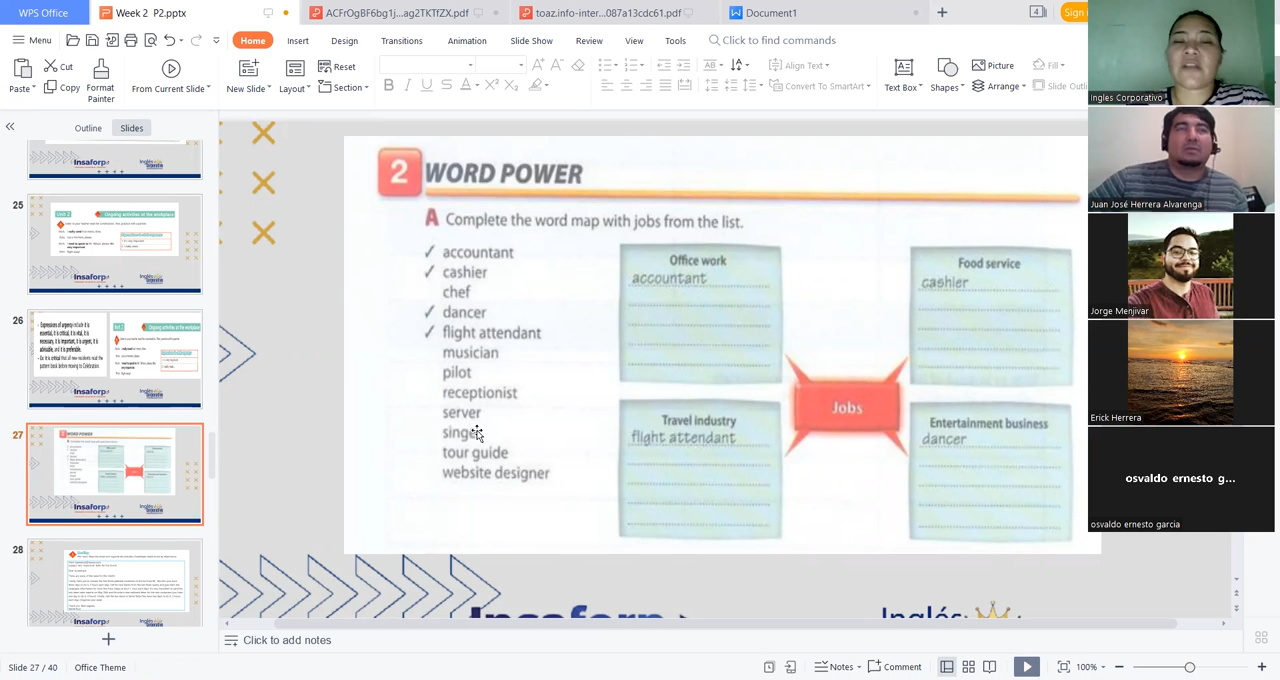 WPS Office
Week 2 P2.pptx
ACFrOgBF6bg1j...ag2TKTfZX.pdf
toaz.info-inter...087a13cdc61.pdf
Document1
4
Sign
Menu
Home
Insert
Design
Transitions
Animation
Slide Show
Review
View
Tools
Click to find commands
Paste
Cut
Copy
Format
Painter
From Current Slide
New Slide
Layout
Reset
Section
Align Text
Convert To SmartArt
Text Box
Shapes
Picture
Arrange
Fill
Slide
Outline
Slides
25
26
27
28
2 WORD POWER
A Complete the word map with jobs from the list.
✓ accountant
✓ cashier
chef
✓ dancer
✓ flight attendant
musician
pilot
receptionist
server
singer
tour guide
website designer
Office work
accountant
Food service
cashier
Jobs
Travel industry
flight attendant
Entertainment business
dancer
Insaforp
Inglés
Ingles Corporativo
Juan José Herrera Alvarenga
Jorge Menjivar
Erick Herrera
osvaldo ernesto g...
osvaldo ernesto garcia
Click to add notes
Slide 27 / 40
Office Theme
Notes
Comment
100%